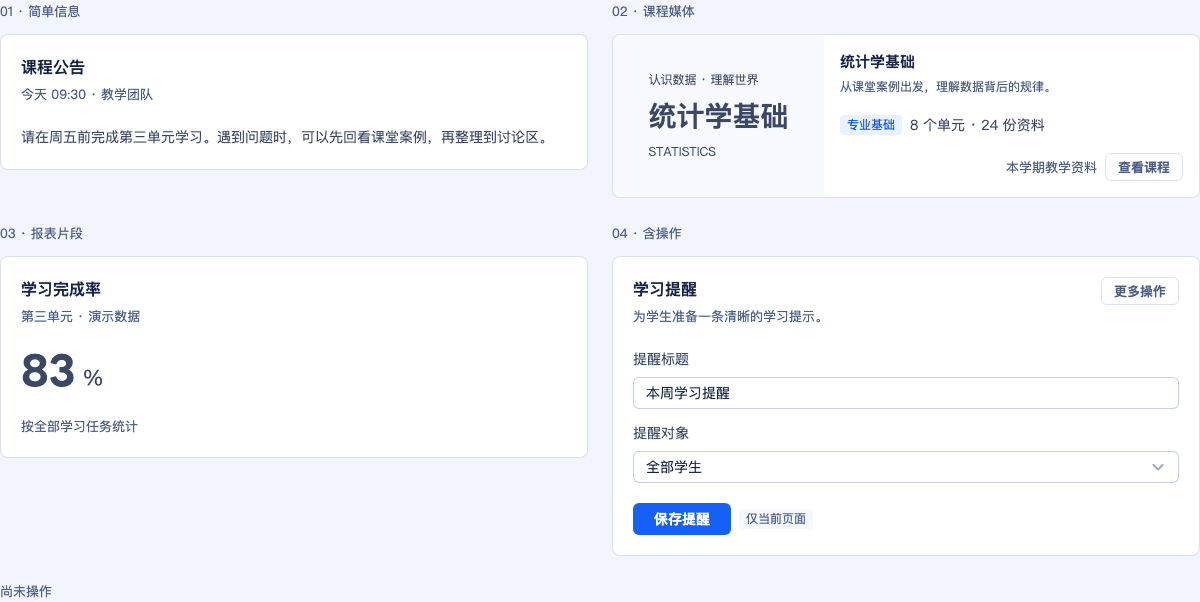 01 · 简单信息
课程公告
今天 09:30 · 教学团队
请在周五前完成第三单元学习。遇到问题时，可以先回看课堂案例，再整理到讨论区。
02 · 课程媒体
认识数据 · 理解世界
统计学基础
STATISTICS
统计学基础
从课堂案例出发，理解数据背后的规律。
专业基础 8 个单元 · 24 份资料
本学期教学资料 查看课程
03 · 报表片段
学习完成率
第三单元 · 演示数据
83 %
按全部学习任务统计
04 · 含操作
学习提醒
更多操作
为学生准备一条清晰的学习提示。
提醒标题
本周学习提醒
提醒对象
全部学生
保存提醒 仅当前页面
尚未操作